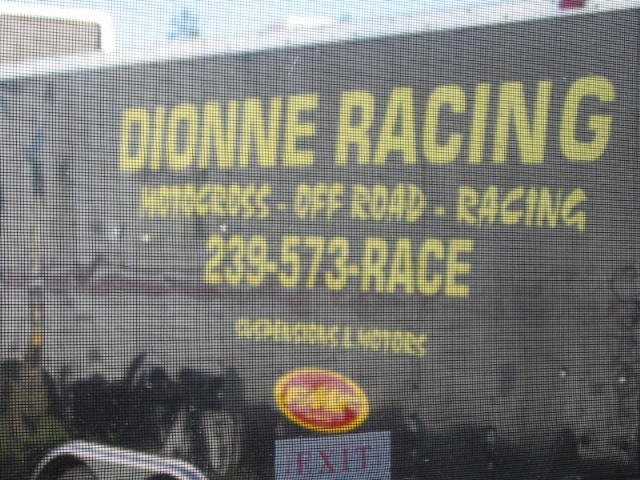 DIONNE RACING
MOTOCROSS - OFF ROAD - RACING
239-573-RACE
SUSPENSIONS & MOTORS
EXIT